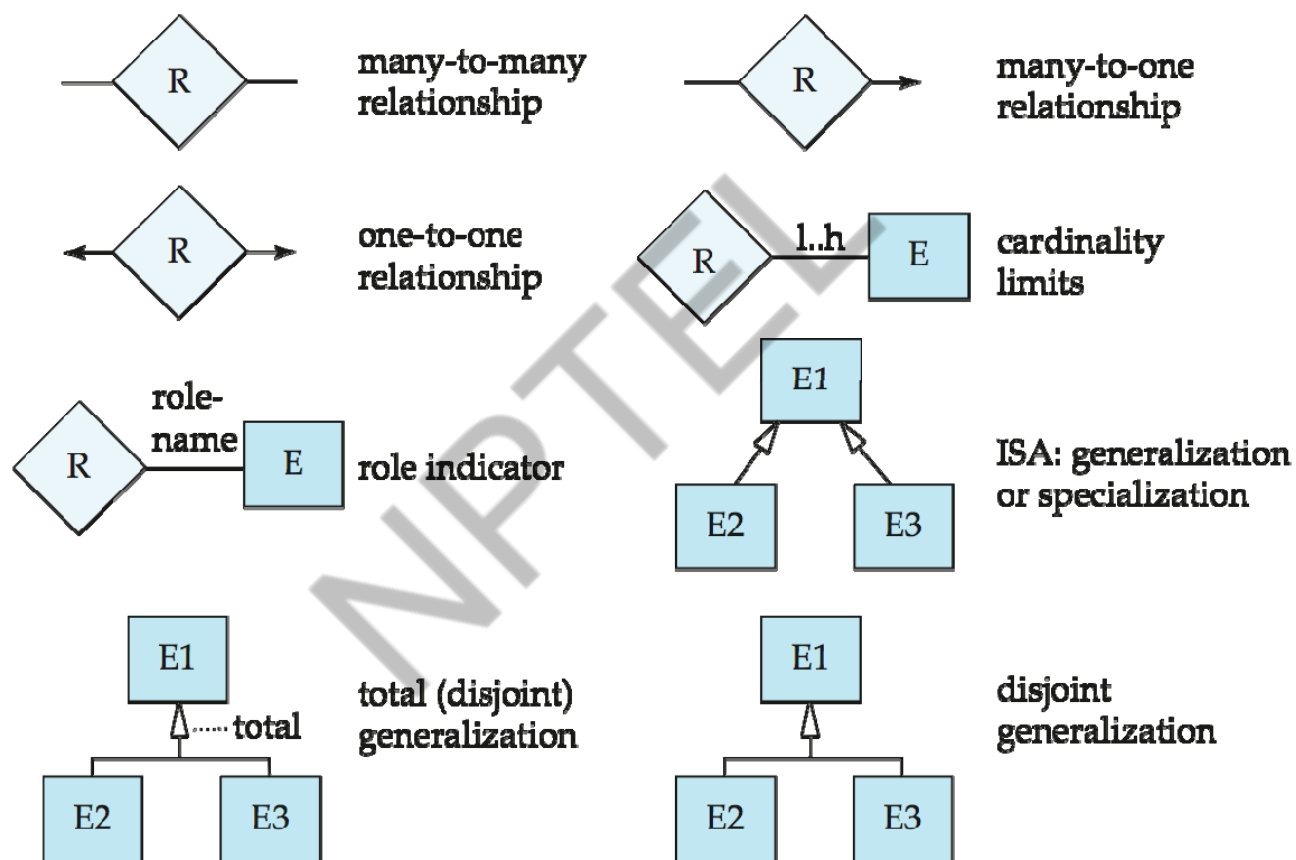 R
many-to-many
relationship
R
many-to-one
relationship
R
one-to-one
relationship
R
l..h
E
cardinality
limits
R
role-
name
E
role indicator
E1
E2
E3
ISA: generalization
or specialization
E1
total
E2
E3
total (disjoint)
generalization
E1
E2
E3
disjoint
generalization
NPTEL